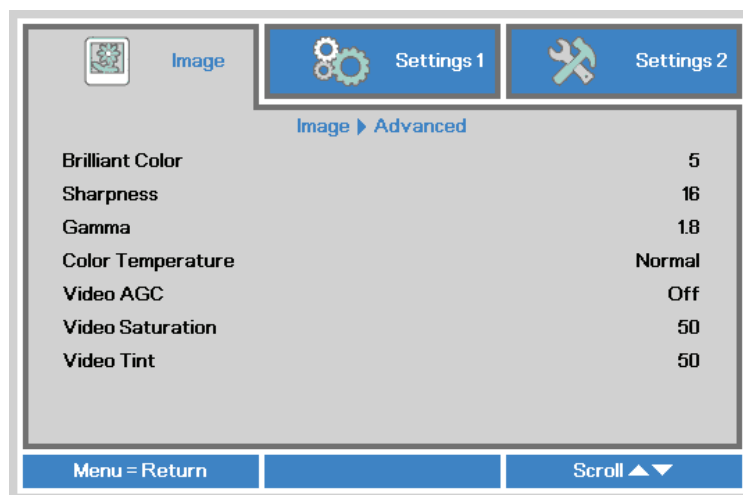 Image Settings 1 Settings 2
Image ▶ Advanced
Brilliant Color 5
Sharpness 16
Gamma 1.8
Color Temperature Normal
Video AGC Off
Video Saturation 50
Video Tint 50
Menu = Return Scroll ▲▼